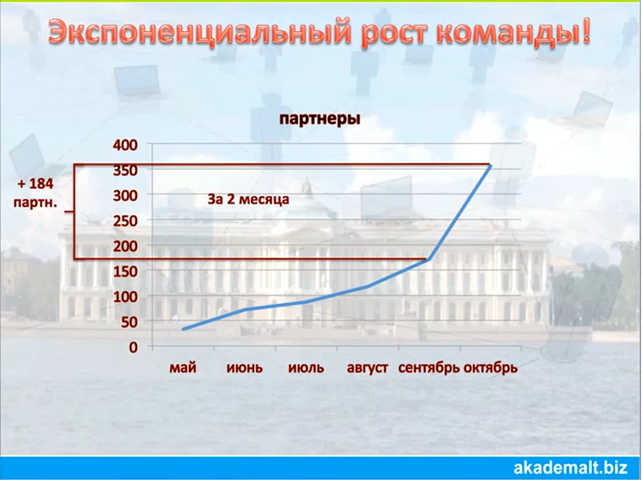 Экспоненциальный рост команды!
партнеры
400
350
300
250
200
150
100
50
0
+ 184
партн.
За 2 месяца
май июнь июль август сентябрь октябрь
akademalt.biz